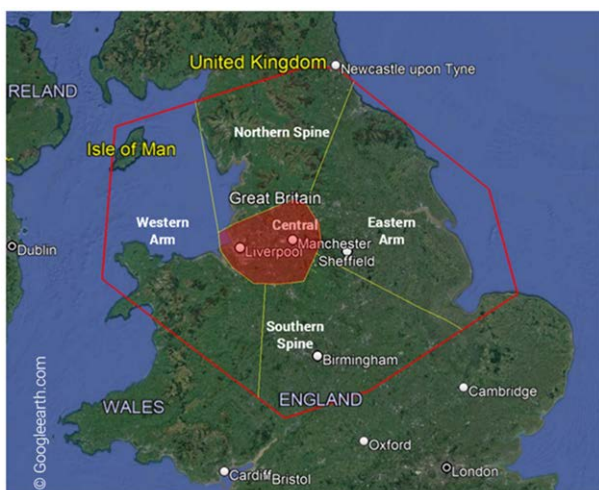 United Kingdom
Newcastle upon Tyne
RELAND
Northern Spine
Isle of Man
Great Britain
Western
Arm
Central
Eastern
Arm
Dublin
Liverpool
Manchester
Sheffield
Southern
Spine
Birmingham
WALES
ENGLAND
Cambridge
Oxford
Cardiff
Bristol
London
© Googleearth.com